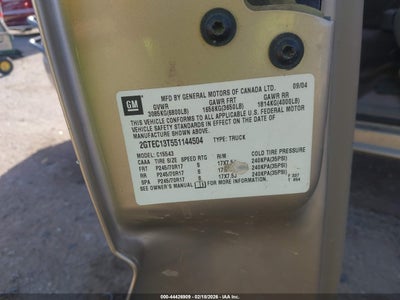 GM
MFD. BY GENERAL MOTORS OF CANADA LTD. 09/04
GVWR GAWR FRT GAWR RR
3085KG(6800LB) 1656KG(3650LB) 1814KG(4000LB)
THIS VEHICLE CONFORMS TO ALL APPLICABLE U.S. FEDERAL MOTOR
VEHICLE SAFETY STANDARDS IN EFFECT ON THE DATE OF
MANUFACTURE SHOWN ABOVE.
2GTEC13T551144504 TYPE: TRUCK
C: C15543
CAAA TIRE SIZE SPEED RTG R/M COLD TIRE PRESSURE
FRT P245/70R17 S 17X7.5J 240KPA(35PSI)
RR P245/70R17 S 240KPA(35PSI)
SPA P245/70R17 S 17X7.5J 240KPA(35PSI)
SEE OWNER'S MANUAL
000-44426909 - 02/18/2026 - IAA Inc.